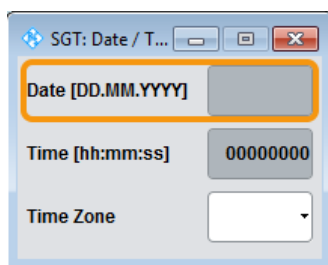 SGT: Date / T...
Date [DD.MM.YYYY]
Time [hh:mm:ss] 00000000
Time Zone